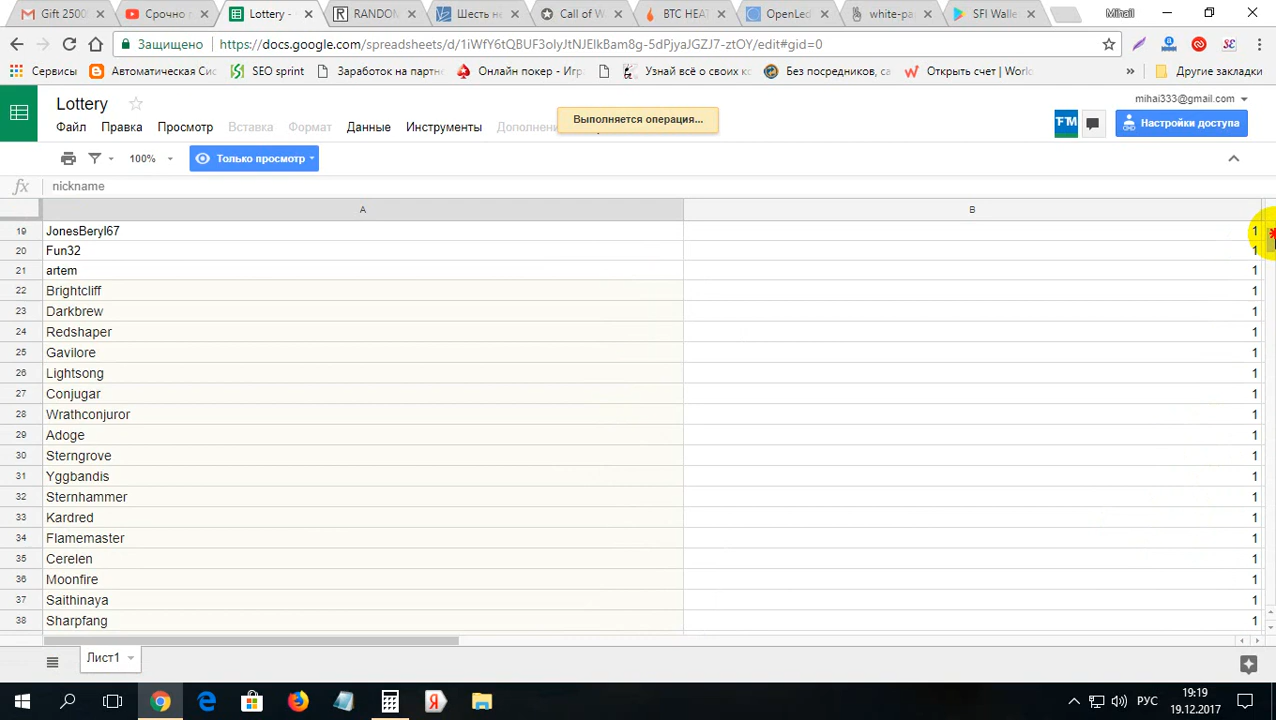 Gift 2500
Срочно
Lottery -
RANDOM
Шесть не
Call of W
BTC HEA
OpenLed
white-pa
SFI Walle
Mihail
Защищено
https://docs.google.com/spreadsheets/d/
/edit#gid=0
Сервисы
Автоматическая Сис
SEO sprint
Заработок на партн
Онлайн покер - Игр
Узнай всё о своих ко
Без посредников, са
Открыть счет | Worl
»
Другие закладки
Lottery
Выполняется операция...
mihai333@gmail.com
Файл Правка Просмотр Вставка Формат Данные Инструменты
Настройки доступа
100%
Только просмотр
fx nickname
A B
19 JonesBeryl67 1
20 Fun32 1
21 artem 1
22 Brightcliff 1
23 Darkbrew 1
24 Redshaper 1
25 Gavilore 1
26 Lightsong 1
27 Conjugar 1
28 Wrathconjuror 1
29 Adoge 1
30 Sterngrove 1
31 Yggbandis 1
32 Sternhammer 1
33 Kardred 1
34 Flamemaster 1
35 Cerelen 1
36 Moonfire 1
37 Saithinaya 1
38 Sharpfang 1
Лист1
РУС
19:19
19.12.2017